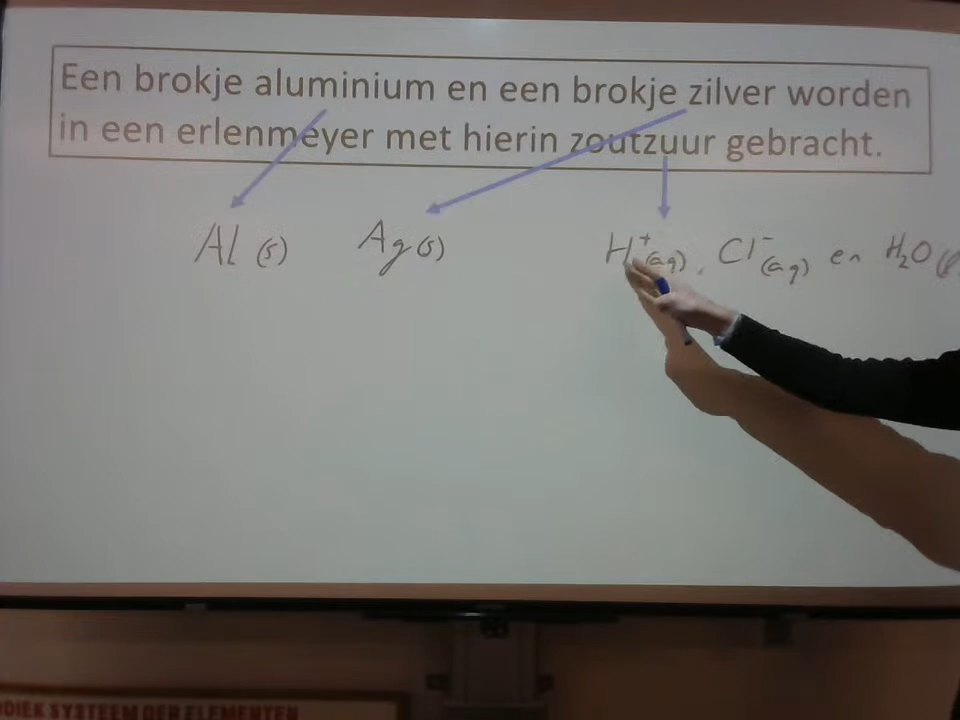 Een brokje aluminium en een brokje zilver worden
in een erlenmeyer met hierin zoutzuur gebracht.
Al (s) Ag (s) H⁺(aq), Cl⁻(aq) en H₂O (l
ODIEK SYSTEEM DER ELEMENTEN